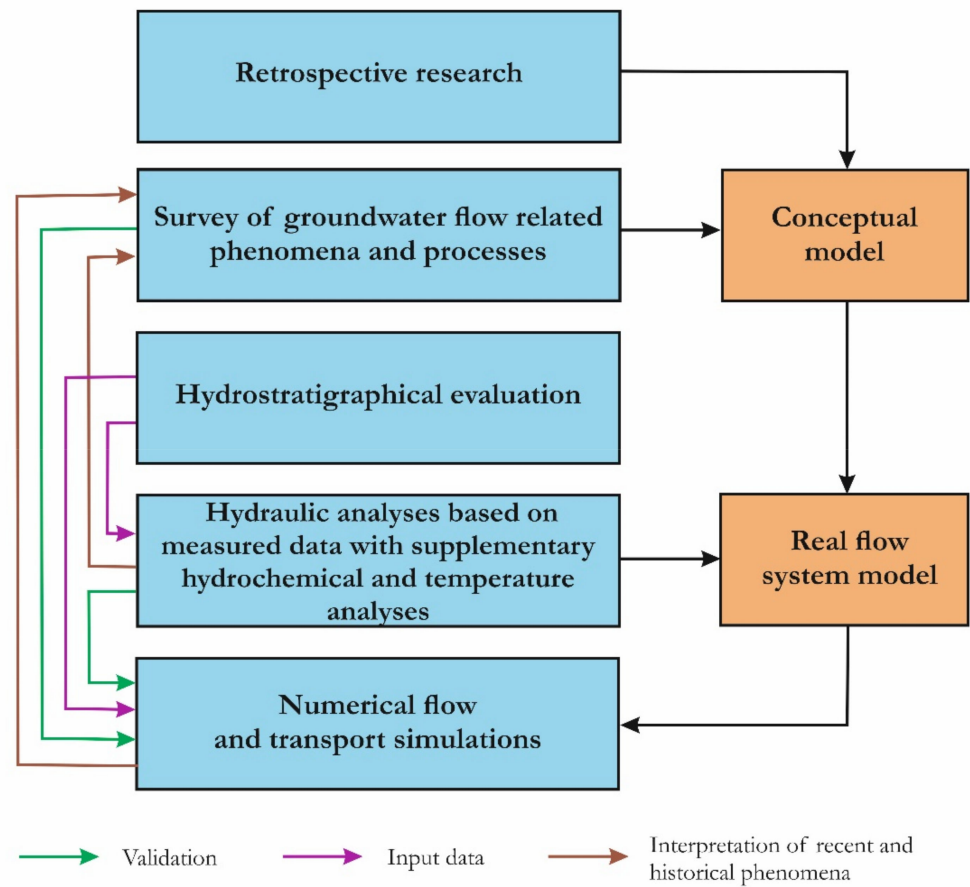 Retrospective research
Survey of groundwater flow related
phenomena and processes
Conceptual
model
Hydrostratigraphical evaluation
Hydraulic analyses based on
measured data with supplementary
hydrochemical and temperature
analyses
Real flow
system model
Numerical flow
and transport simulations
Validation
Input data
Interpretation of recent and
historical phenomena